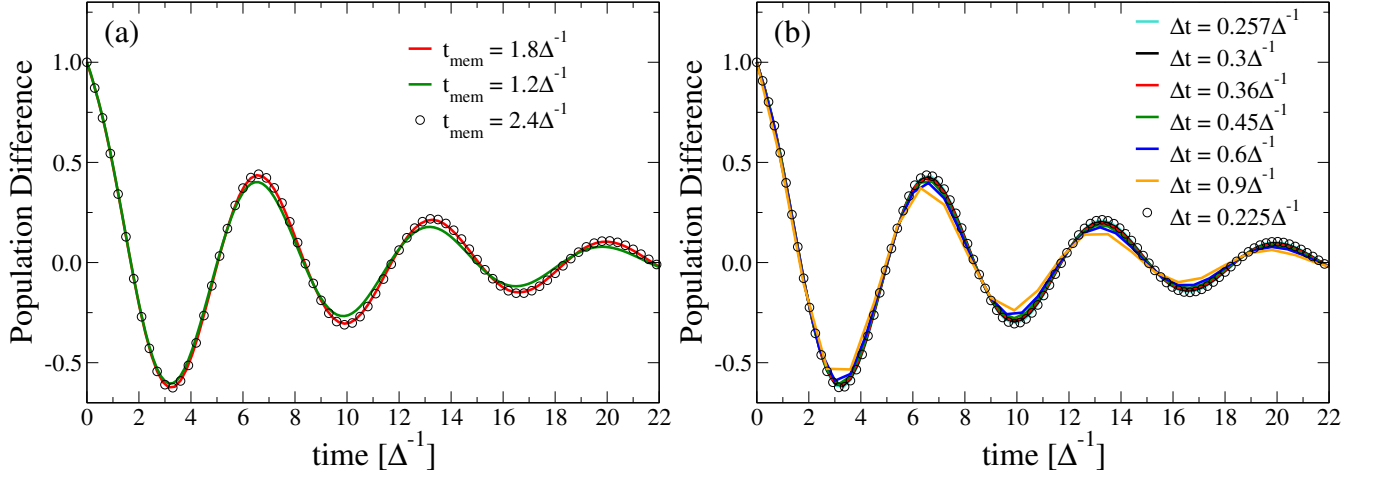 (a)
t_mem = 1.8Δ⁻¹
t_mem = 1.2Δ⁻¹
t_mem = 2.4Δ⁻¹
Population Difference
1.0
0.5
0.0
-0.5
0 2 4 6 8 10 12 14 16 18 20 22
time [Δ⁻¹]
(b)
Δt = 0.257Δ⁻¹
Δt = 0.3Δ⁻¹
Δt = 0.36Δ⁻¹
Δt = 0.45Δ⁻¹
Δt = 0.6Δ⁻¹
Δt = 0.9Δ⁻¹
Δt = 0.225Δ⁻¹
Population Difference
1.0
0.5
0.0
-0.5
0 2 4 6 8 10 12 14 16 18 20 22
time [Δ⁻¹]